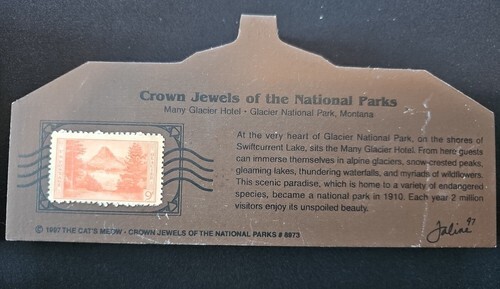 Crown Jewels of the National Parks
Many Glacier Hotel • Glacier National Park, Montana
At the very heart of Glacier National Park, on the shores of
Swiftcurrent Lake, sits the Many Glacier Hotel. From here guests
can immerse themselves in alpine glaciers, snow-crested peaks,
gleaming lakes, thundering waterfalls, and myriads of wildflowers.
This scenic paradise, which is home to a variety of endangered
species, became a national park in 1910. Each year 2 million
visitors enjoy its unspoiled beauty.
9¢
© 1997 THE CAT'S MEOW - CROWN JEWELS OF THE NATIONAL PARKS # 6973
Faline 97